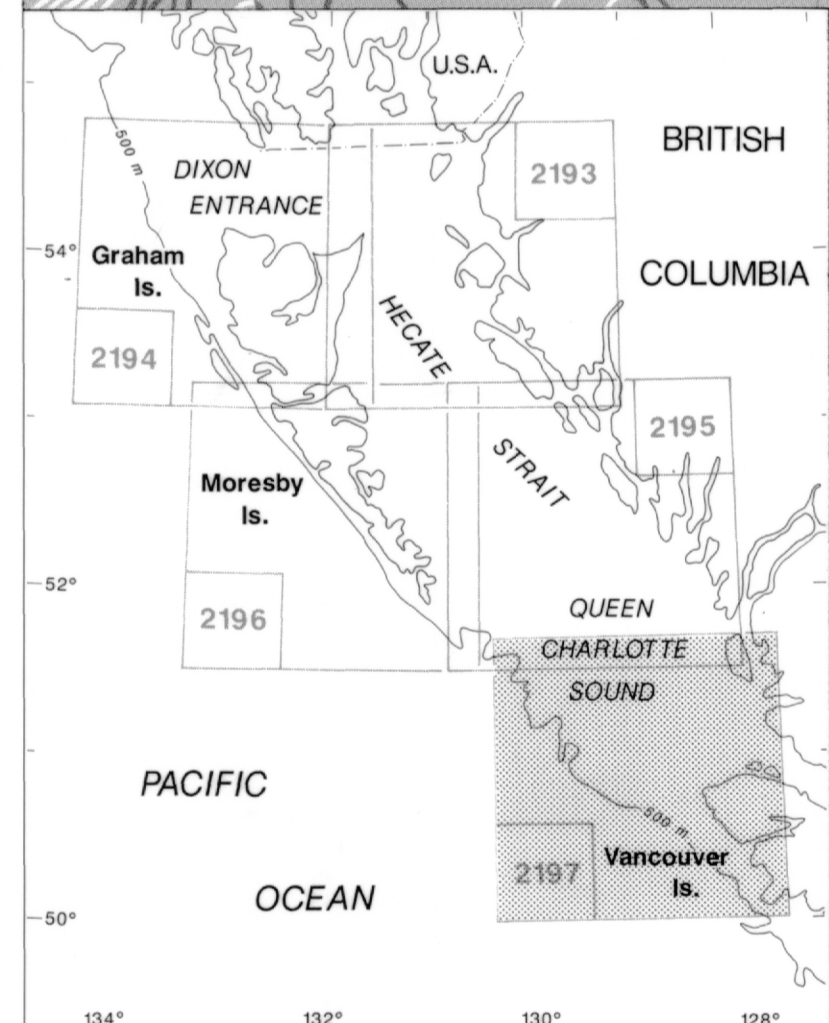 U.S.A.
BRITISH
COLUMBIA
500 m
DIXON
ENTRANCE
2193
54°
Graham
Is.
HECATE
2194
2195
STRAIT
Moresby
Is.
52°
2196
QUEEN
CHARLOTTE
SOUND
PACIFIC
OCEAN
500 m
2197
Vancouver
Is.
50°
134°
132°
130°
128°